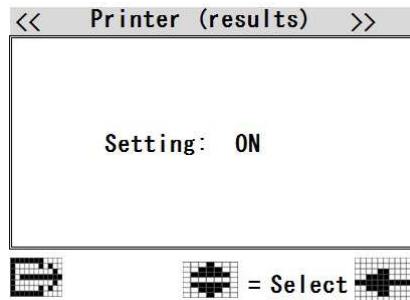 << Printer (results) >>
Setting: ON
= Select